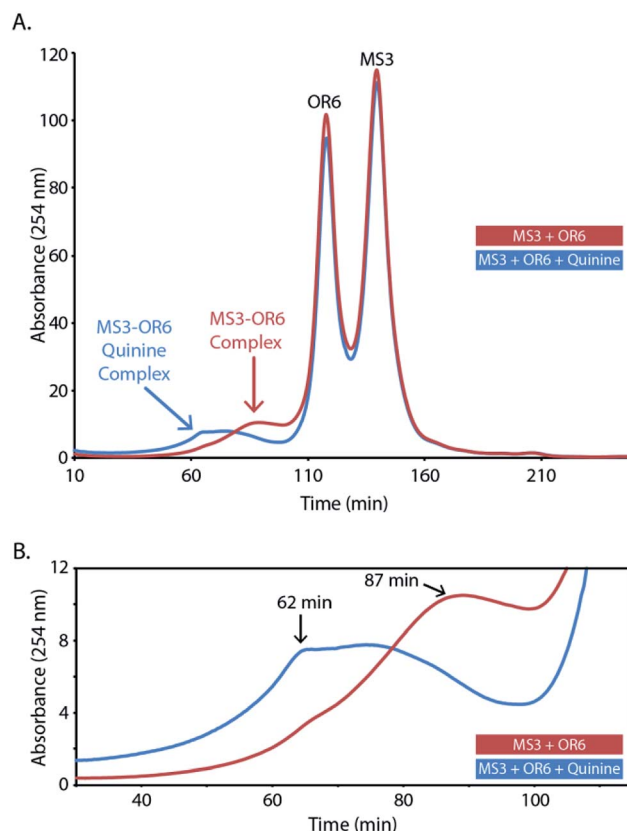 A.
120
100
80
60
40
20
0
Absorbance (254 nm)
OR6
MS3
MS3 + OR6
MS3 + OR6 + Quinine
MS3-OR6
Quinine
Complex
MS3-OR6
Complex
10
60
110
160
210
Time (min)
B.
12
8
4
0
Absorbance (254 nm)
62 min
87 min
MS3 + OR6
MS3 + OR6 + Quinine
40
60
80
100
Time (min)